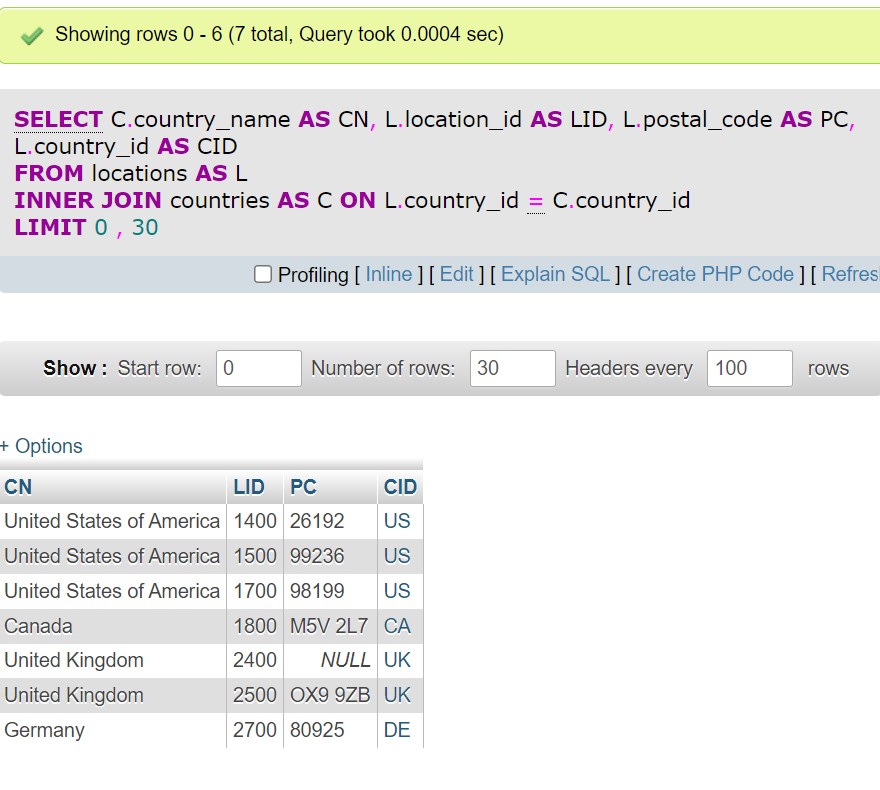 Showing rows 0 - 6 (7 total, Query took 0.0004 sec)
SELECT C.country_name AS CN, L.location_id AS LID, L.postal_code AS PC,
L.country_id AS CID
FROM locations AS L
INNER JOIN countries AS C ON L.country_id = C.country_id
LIMIT 0 , 30
Profiling [ Inline ] [ Edit ] [ Explain SQL ] [ Create PHP Code ] [ Refres
Show : Start row: 0 Number of rows: 30 Headers every 100 rows
+ Options
CN LID PC CID
United States of America 1400 26192 US
United States of America 1500 99236 US
United States of America 1700 98199 US
Canada 1800 M5V 2L7 CA
United Kingdom 2400 NULL UK
United Kingdom 2500 OX9 9ZB UK
Germany 2700 80925 DE